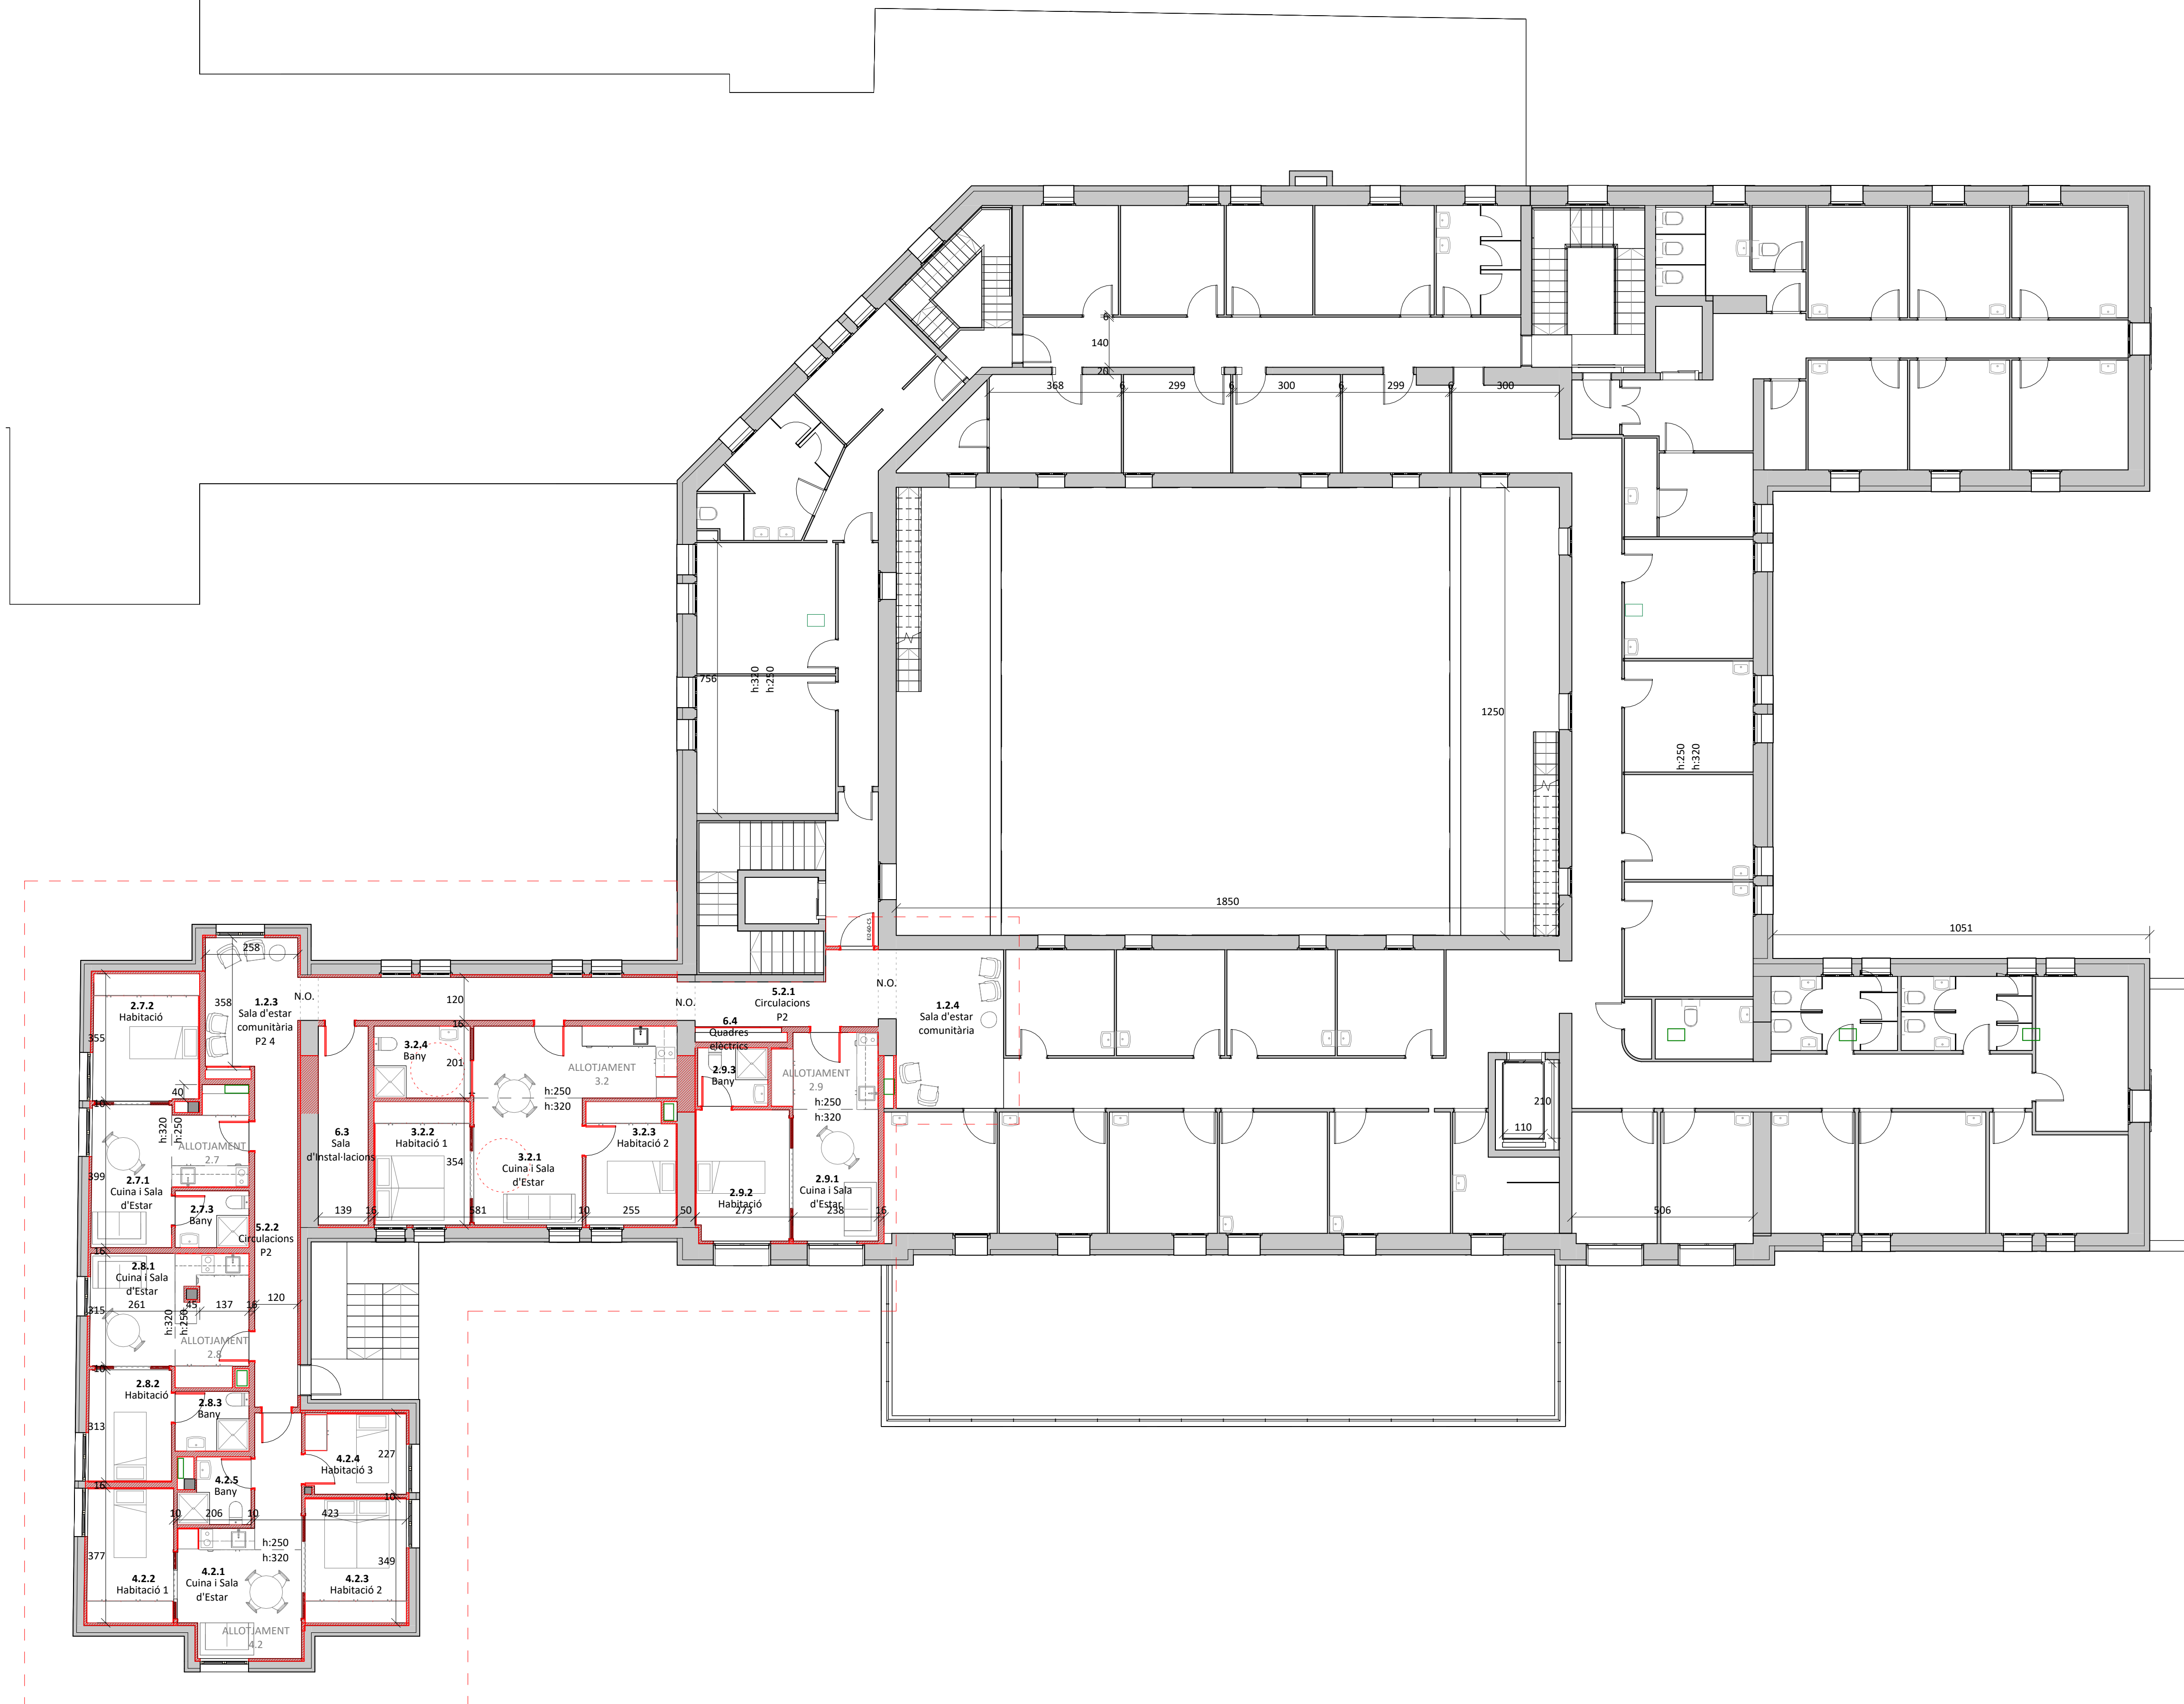 6
140
20
368
6
299
6
300
6
299
6
300
756
h:320
h:250
1250
h:250
h:320
1850
1051
EI2-60-C5
258
358
1.2.3
Sala d'estar
comunitària
P2 4
N.O.
120
16
N.O.
5.2.1
Circulacions
P2
N.O.
1.2.4
Sala d'estar
comunitària
2.7.2
Habitació
355
40
10
6.4
Quadres
elèctrics
3.2.4
Bany
201
ALLOTJAMENT
3.2
h:250
h:320
2.9.3
Bany
ALLOTJAMENT
2.9
h:250
h:320
210
110
h:320
h:250
ALLOTJAMENT
2.7
6.3
Sala
d'Instal·lacions
3.2.2
Habitació 1
354
3.2.1
Cuina i Sala
d'Estar
3.2.3
Habitació 2
2.9.2
Habitació
2.9.1
Cuina i Sala
d'Estar
399
2.7.1
Cuina i Sala
d'Estar
2.7.3
Bany
139
16
581
10
255
50
273
238
16
506
5.2.2
Circulacions
P2
16
2.8.1
Cuina i Sala
d'Estar
315
261
45
137
16
120
h:320
h:250
ALLOTJAMENT
2.8
10
2.8.2
Habitació
2.8.3
Bany
313
4.2.4
Habitació 3
227
16
4.2.5
Bany
10
10
206
10
423
377
h:250
h:320
349
4.2.2
Habitació 1
4.2.1
Cuina i Sala
d'Estar
4.2.3
Habitació 2
ALLOTJAMENT
4.2